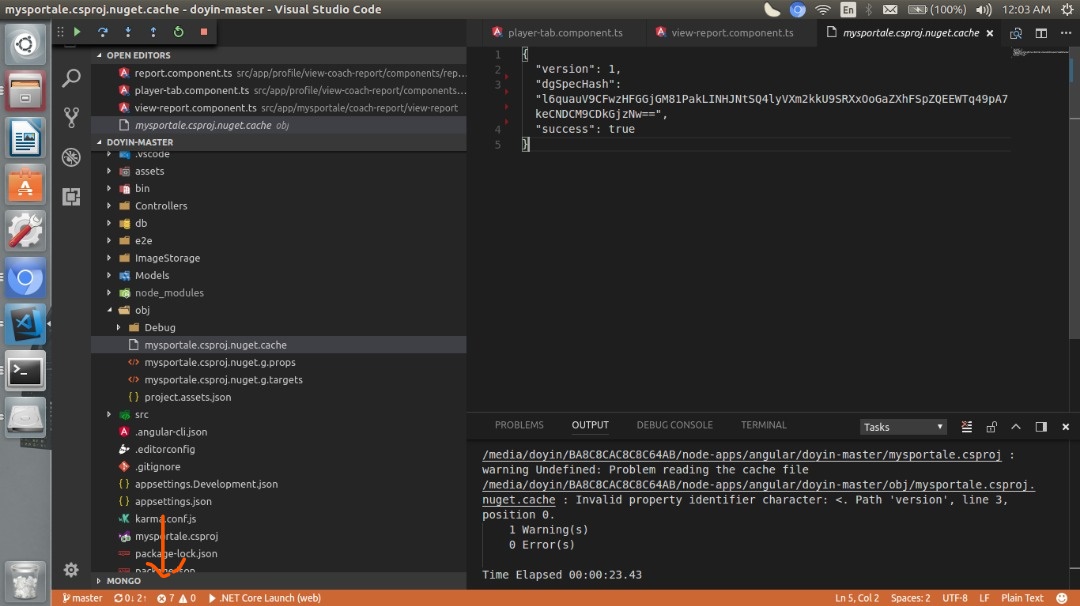 mysportale.csproj.nuget.cache - doyin-master - Visual Studio Code
En
(100%)
12:03 AM
OPEN EDITORS
report.component.ts src/app/profile/view-coach-report/components/rep...
player-tab.component.ts src/app/profile/view-coach-report/components...
view-report.component.ts src/app/mysportale/coach-report/view-report
mysportale.csproj.nuget.cache obj
DOYIN-MASTER
.vscode
assets
bin
Controllers
db
e2e
ImageStorage
Models
node_modules
obj
Debug
mysportale.csproj.nuget.cache
mysportale.csproj.nuget.g.props
mysportale.csproj.nuget.g.targets
project.assets.json
src
.angular-cli.json
.editorconfig
.gitignore
appsettings.Development.json
appsettings.json
karma.conf.js
mysportale.csproj
package-lock.json
package.json
MONGO
player-tab.component.ts
view-report.component.ts
mysportale.csproj.nuget.cache
1 {
2 "version": 1,
3 "dgSpecHash":
"l6quauV9CFwzHFGGjGM81PakLINHJNtSQ4lyVXm2kkU9SRXxOoGaZXhFSpZQEEWTq49pA7
keCNDCM9CDkGjzNw==",
4 "success": true
5 }
PROBLEMS OUTPUT DEBUG CONSOLE TERMINAL
Tasks
/media/doyin/BA8C8CAC8C8C64AB/node-apps/angular/doyin-master/mysportale.csproj :
warning Undefined: Problem reading the cache file
/media/doyin/BA8C8CAC8C8C64AB/node-apps/angular/doyin-master/obj/mysportale.csproj.
nuget.cache : Invalid property identifier character: <. Path 'version', line 3,
position 0.
1 Warning(s)
0 Error(s)
Time Elapsed 00:00:23.43
master 0↓ 2↑ 7 0 .NET Core Launch (web) Ln 5, Col 2 Spaces: 2 UTF-8 LF Plain Text